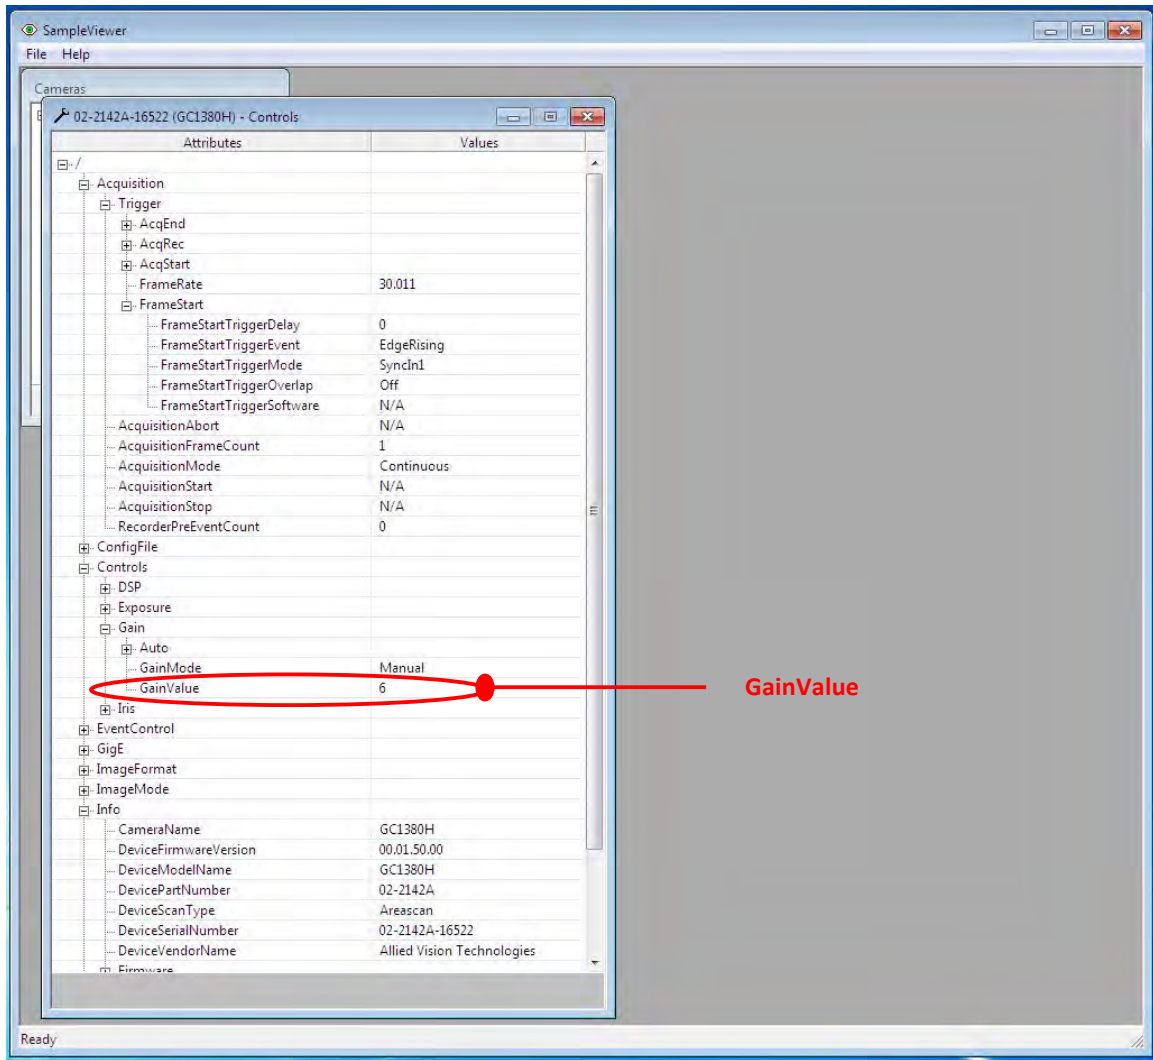 SampleViewer
File Help
Cameras
02-2142A-16522 (GC1380H) - Controls
Attributes Values
/
Acquisition
Trigger
AcqEnd
AcqRec
AcqStart
FrameRate 30.011
FrameStart
FrameStartTriggerDelay 0
FrameStartTriggerEvent EdgeRising
FrameStartTriggerMode SyncIn1
FrameStartTriggerOverlap Off
FrameStartTriggerSoftware N/A
AcquisitionAbort N/A
AcquisitionFrameCount 1
AcquisitionMode Continuous
AcquisitionStart N/A
AcquisitionStop N/A
RecorderPreEventCount 0
ConfigFile
Controls
DSP
Exposure
Gain
Auto
GainMode Manual
GainValue 6 GainValue
Iris
EventControl
GigE
ImageFormat
ImageMode
Info
CameraName GC1380H
DeviceFirmwareVersion 00.01.50.00
DeviceModelName GC1380H
DevicePartNumber 02-2142A
DeviceScanType Areascan
DeviceSerialNumber 02-2142A-16522
DeviceVendorName Allied Vision Technologies
Firmware
Ready